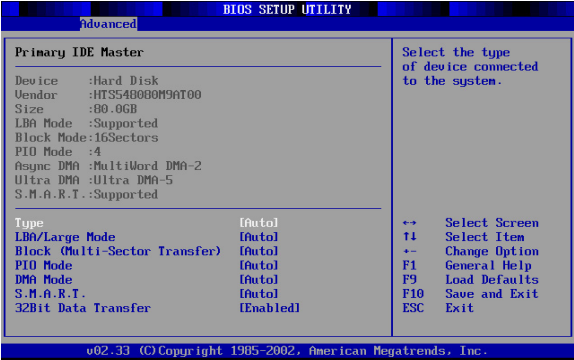 BIOS SETUP UTILITY
Advanced
Primary IDE Master
Device :Hard Disk
Vendor :HTS548080M9AT00
Size :80.0GB
LBA Mode :Supported
Block Mode:16Sectors
PIO Mode :4
Async DMA :MultiWord DMA-2
Ultra DMA :Ultra DMA-5
S.M.A.R.T.:Supported
Type [Auto]
LBA/Large Mode [Auto]
Block (Multi-Sector Transfer) [Auto]
PIO Mode [Auto]
DMA Mode [Auto]
S.M.A.R.T. [Auto]
32Bit Data Transfer [Enabled]
Select the type
of device connected
to the system.
↔ Select Screen
↑↓ Select Item
+- Change Option
F1 General Help
F9 Load Defaults
F10 Save and Exit
ESC Exit
v02.33 (C)Copyright 1985-2002, American Megatrends, Inc.